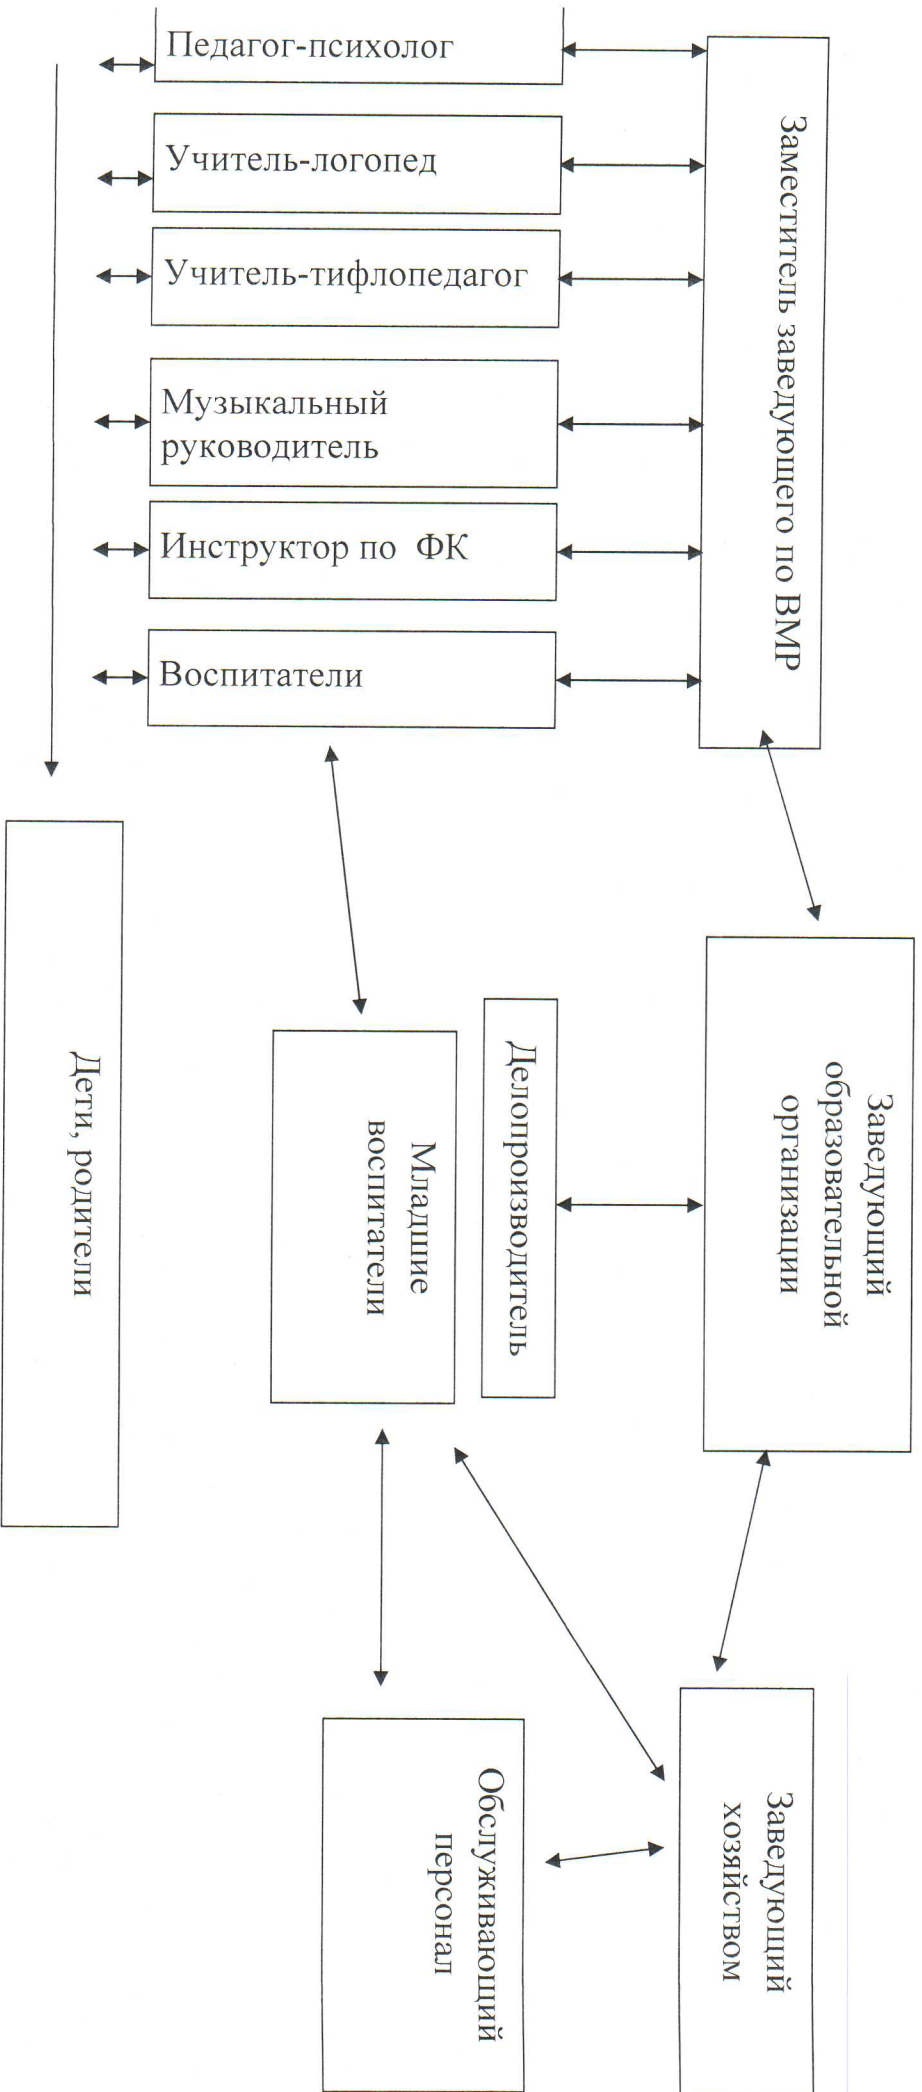 Заведующий
образовательной
организации
Заместитель заведующего по ВМР
Заведующий
хозяйством
Педагог-психолог
Учитель-логопед
Учитель-тифлопедагог
Музыкальный
руководитель
Инструктор по ФК
Воспитатели
Делопроизводитель
Младшие
воспитатели
Обслуживающий
персонал
Дети, родители